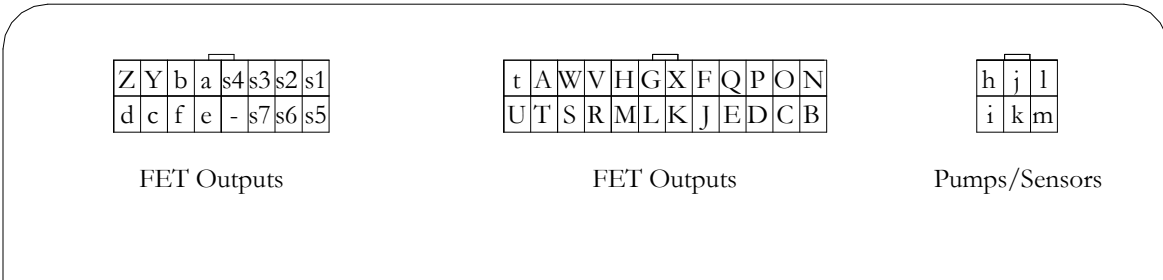 Z Y b a s4 s3 s2 s1
d c f e - s7 s6 s5
FET Outputs
t A W V H G X F Q P O N
U T S R M L K J E D C B
FET Outputs
h j l
i k m
Pumps/Sensors